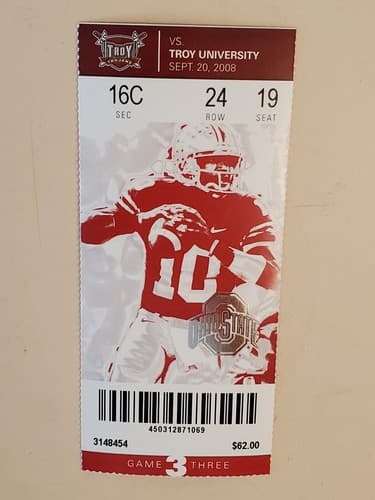 TROY
TROJANS
VS.
TROY UNIVERSITY
SEPT. 20, 2008
16C 24 19
SEC ROW SEAT
10
OHIO STATE
450312871069
3148454 $62.00
GAME 3 THREE